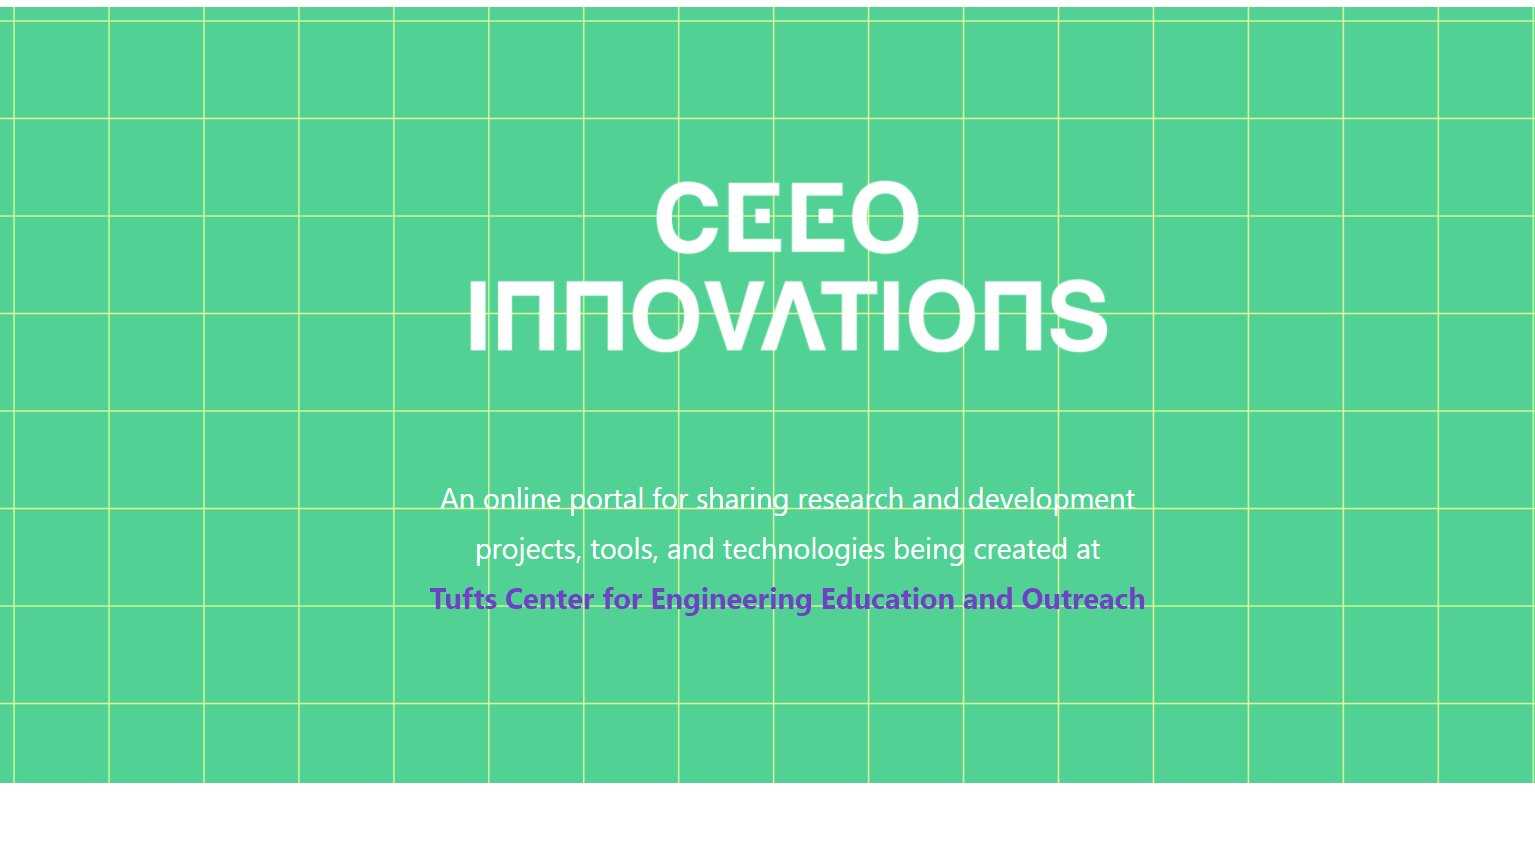 CEEO
INNOVATIONS
An online portal for sharing research and development
projects, tools, and technologies being created at
Tufts Center for Engineering Education and Outreach